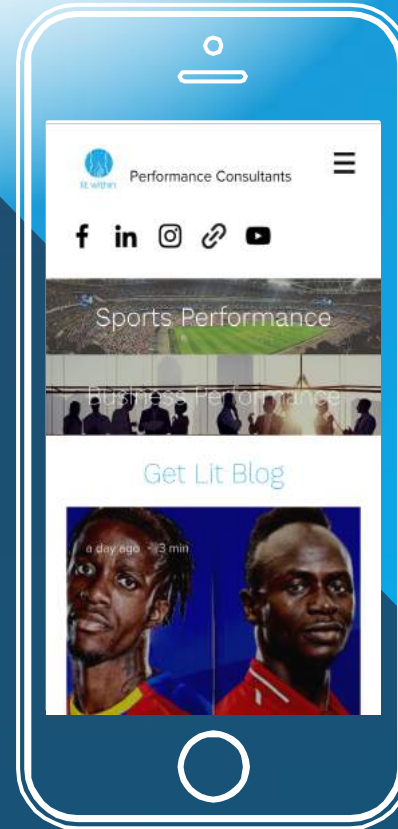 lit within
Performance Consultants
Sports Performance
Business Performance
Get Lit Blog
a day ago • 3 min